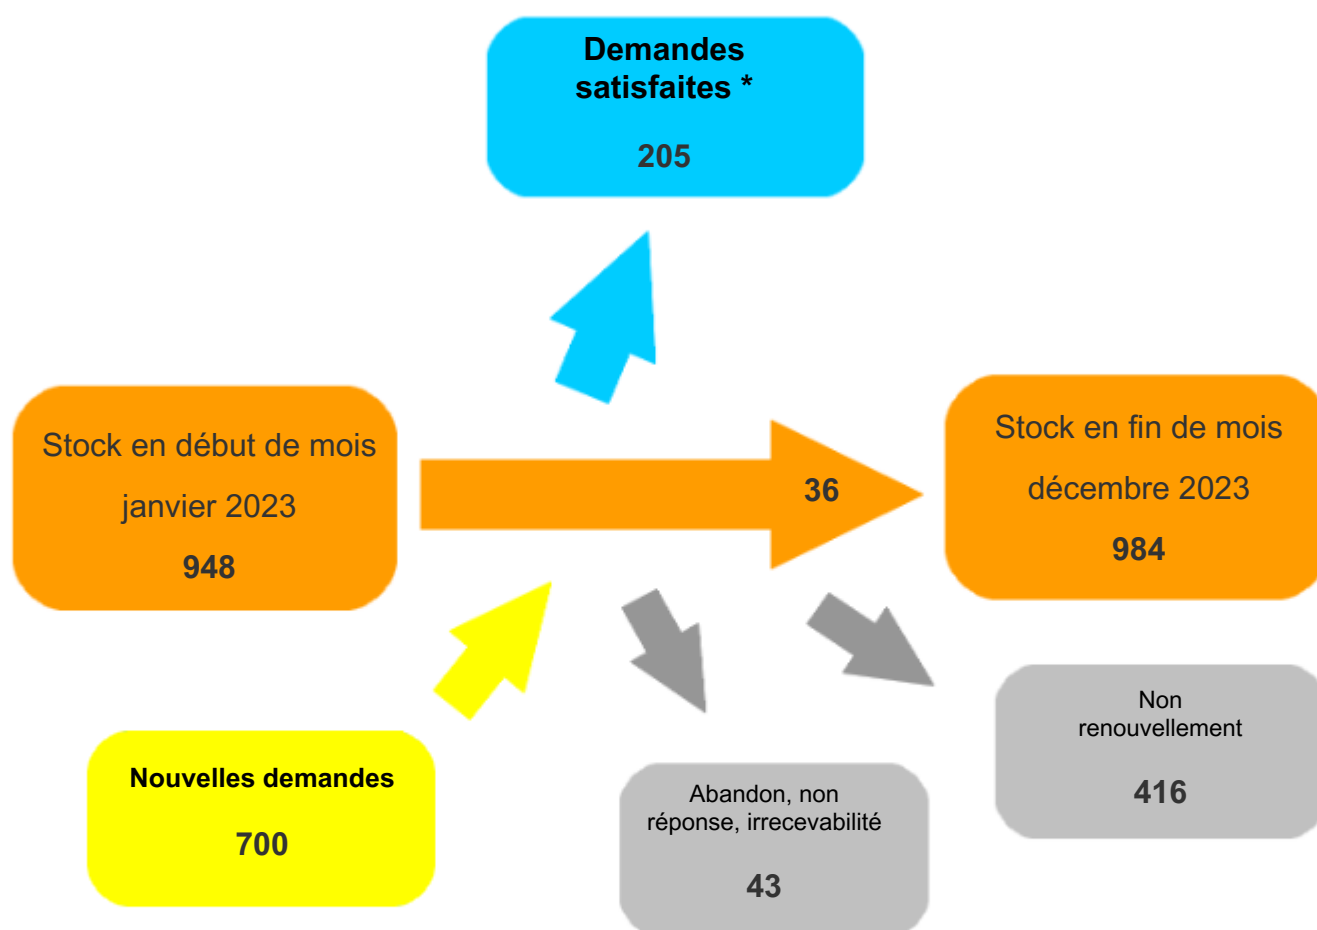 Demandes
satisfaites *
205
Stock en début de mois
janvier 2023
948
36
Stock en fin de mois
décembre 2023
984
Nouvelles demandes
700
Abandon, non
réponse, irrecevabilité
43
Non
renouvellement
416